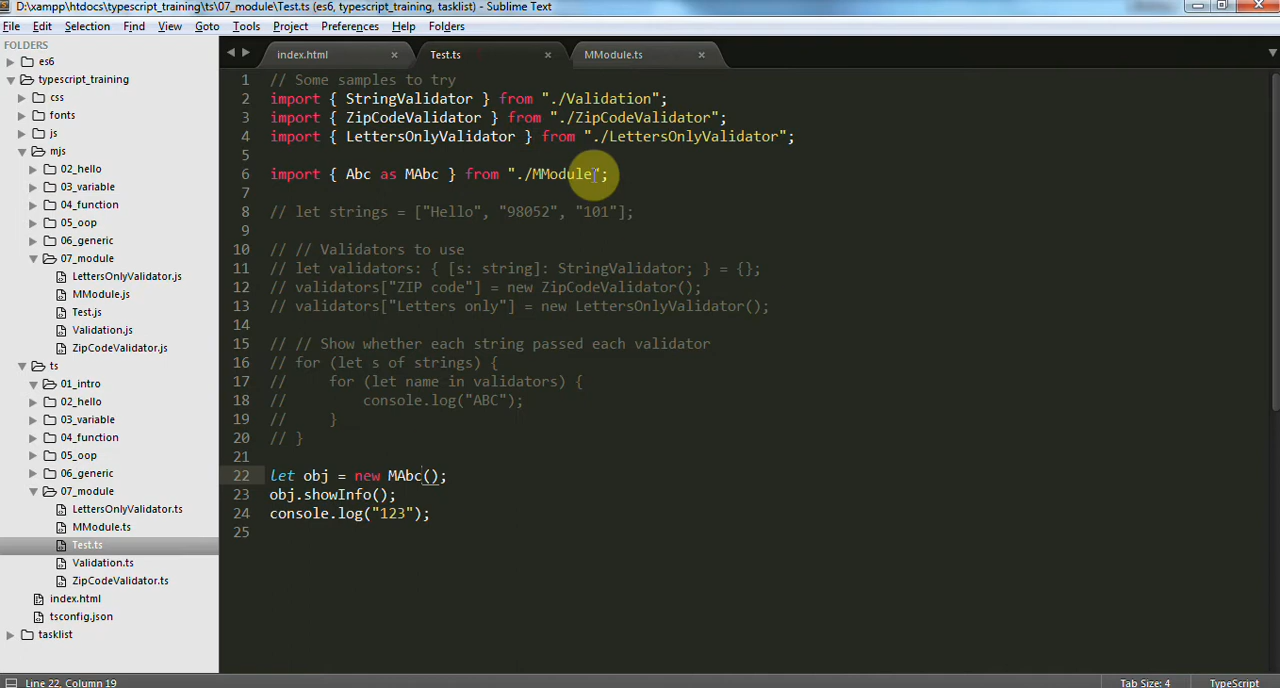 D:\xampp\htdocs\typescript_training\ts\07_module\Test.ts (es6, typescript_training, tasklist) - Sublime Text
File Edit Selection Find View Goto Tools Project Preferences Help Folders
FOLDERS
es6
typescript_training
css
fonts
js
mjs
02_hello
03_variable
04_function
05_oop
06_generic
07_module
LettersOnlyValidator.js
MModule.js
Test.js
Validation.js
ZipCodeValidator.js
ts
01_intro
02_hello
03_variable
04_function
05_oop
06_generic
07_module
LettersOnlyValidator.ts
MModule.ts
Test.ts
Validation.ts
ZipCodeValidator.ts
index.html
tsconfig.json
tasklist
index.html Test.ts MModule.ts
1 // Some samples to try
2 import { StringValidator } from "./Validation";
3 import { ZipCodeValidator } from "./ZipCodeValidator";
4 import { LettersOnlyValidator } from "./LettersOnlyValidator";
5
6 import { Abc as MAbc } from "./MModule";
7
8 // let strings = ["Hello", "98052", "101"];
9
10 // // Validators to use
11 // let validators: { [s: string]: StringValidator; } = {};
12 // validators["ZIP code"] = new ZipCodeValidator();
13 // validators["Letters only"] = new LettersOnlyValidator();
14
15 // // Show whether each string passed each validator
16 // for (let s of strings) {
17 //     for (let name in validators) {
18 //         console.log("ABC");
19 //     }
20 // }
21
22 let obj = new MAbc();
23 obj.showInfo();
24 console.log("123");
25
Line 22, Column 19 Tab Size: 4 TypeScript